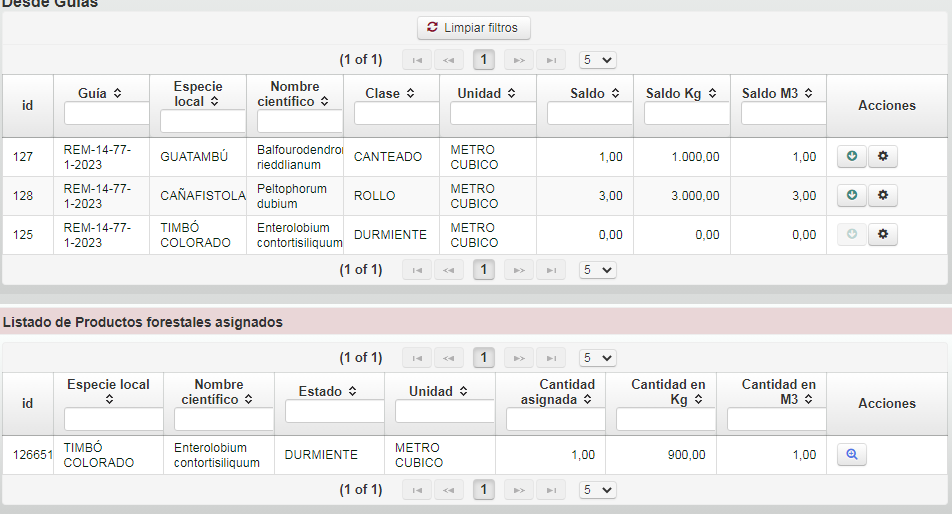 Desde Guías
Limpiar filtros
(1 of 1) 1 5
id Guía Especie local Nombre científico Clase Unidad Saldo Saldo Kg Saldo M3 Acciones
127 REM-14-77-1-2023 GUATAMBÚ Balfourodendron rieddlianum CANTEADO METRO CUBICO 1,00 1.000,00 1,00
128 REM-14-77-1-2023 CAÑAFISTOLA Peltophorum dubium ROLLO METRO CUBICO 3,00 3.000,00 3,00
125 REM-14-77-1-2023 TIMBÓ COLORADO Enterolobium contortisiliquum DURMIENTE METRO CUBICO 0,00 0,00 0,00
(1 of 1) 1 5
Listado de Productos forestales asignados
(1 of 1) 1 5
id Especie local Nombre científico Estado Unidad Cantidad asignada Cantidad en Kg Cantidad en M3 Acciones
126651 TIMBÓ COLORADO Enterolobium contortisiliquum DURMIENTE METRO CUBICO 1,00 900,00 1,00
(1 of 1) 1 5